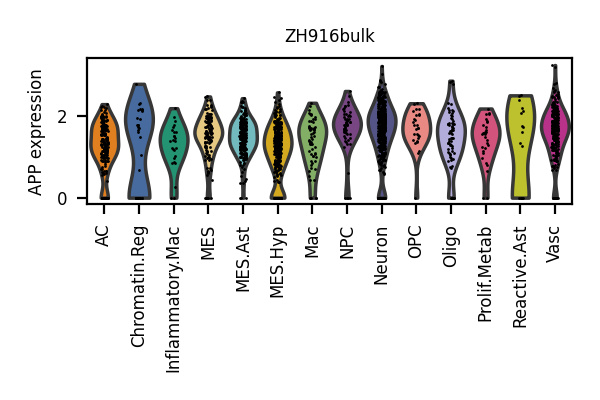 ZH916bulk
APP expression
2
0
AC
Chromatin.Reg
Inflammatory.Mac
MES
MES.Ast
MES.Hyp
Mac
NPC
Neuron
OPC
Oligo
Prolif.Metab
Reactive.Ast
Vasc